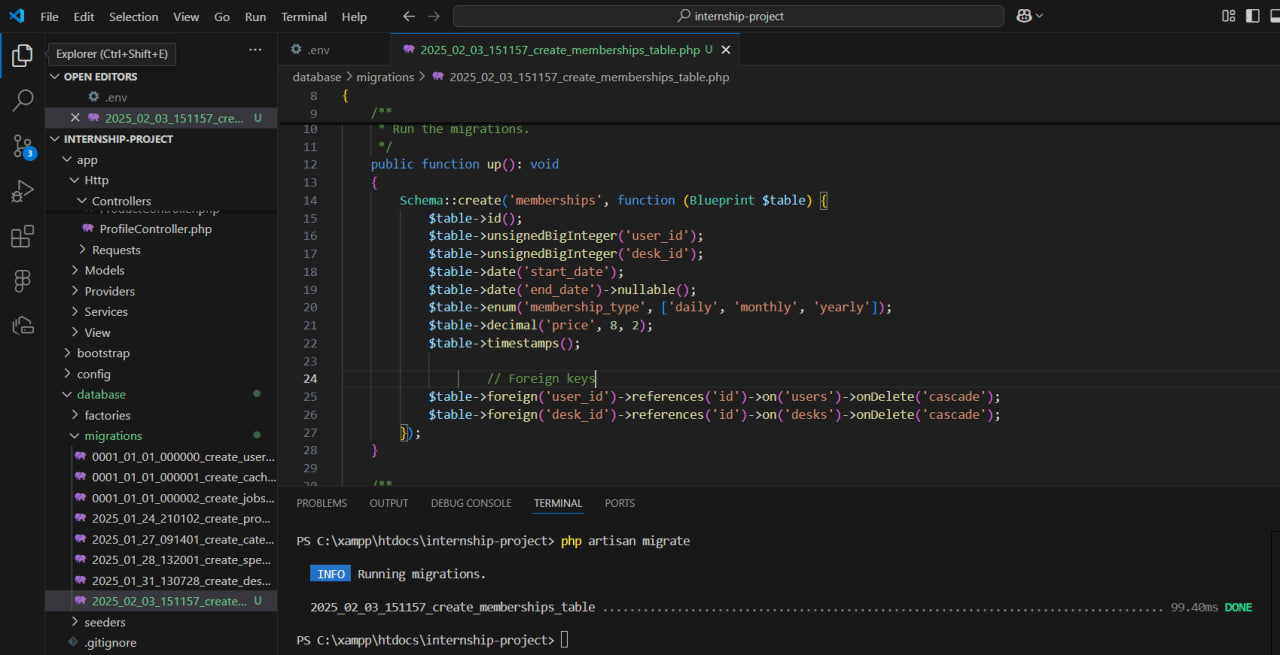 File Edit Selection View Go Run Terminal Help
internship-project
Explorer (Ctrl+Shift+E)
...
OPEN EDITORS
.env
2025_02_03_151157_cre... U
INTERNSHIP-PROJECT
app
Http
Controllers
ProductController.php
ProfileController.php
Requests
Models
Providers
Services
View
bootstrap
config
database
factories
migrations
0001_01_01_000000_create_user...
0001_01_01_000001_create_cach...
0001_01_01_000002_create_jobs...
2025_01_24_210102_create_pro...
2025_01_27_091401_create_cate...
2025_01_28_132001_create_spe...
2025_01_31_130728_create_des...
2025_02_03_151157_create... U
seeders
.gitignore
3
.env
2025_02_03_151157_create_memberships_table.php U
database > migrations > 2025_02_03_151157_create_memberships_table.php
8 {
9 /**
10 * Run the migrations.
11 */
12 public function up(): void
13 {
14 Schema::create('memberships', function (Blueprint $table) {
15 $table->id();
16 $table->unsignedBigInteger('user_id');
17 $table->unsignedBigInteger('desk_id');
18 $table->date('start_date');
19 $table->date('end_date')->nullable();
20 $table->enum('membership_type', ['daily', 'monthly', 'yearly']);
21 $table->decimal('price', 8, 2);
22 $table->timestamps();
23
24 // Foreign keys
25 $table->foreign('user_id')->references('id')->on('users')->onDelete('cascade');
26 $table->foreign('desk_id')->references('id')->on('desks')->onDelete('cascade');
27 });
28 }
29
30 /**
PROBLEMS OUTPUT DEBUG CONSOLE TERMINAL PORTS
PS C:\xampp\htdocs\internship-project> php artisan migrate
INFO Running migrations.
2025_02_03_151157_create_memberships_table ................................................................... 99.40ms DONE
PS C:\xampp\htdocs\internship-project>